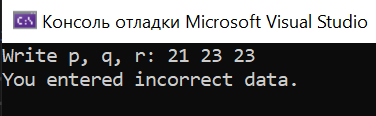 Консоль отладки Microsoft Visual Studio
Write p, q, r: 21 23 23
You entered incorrect data.